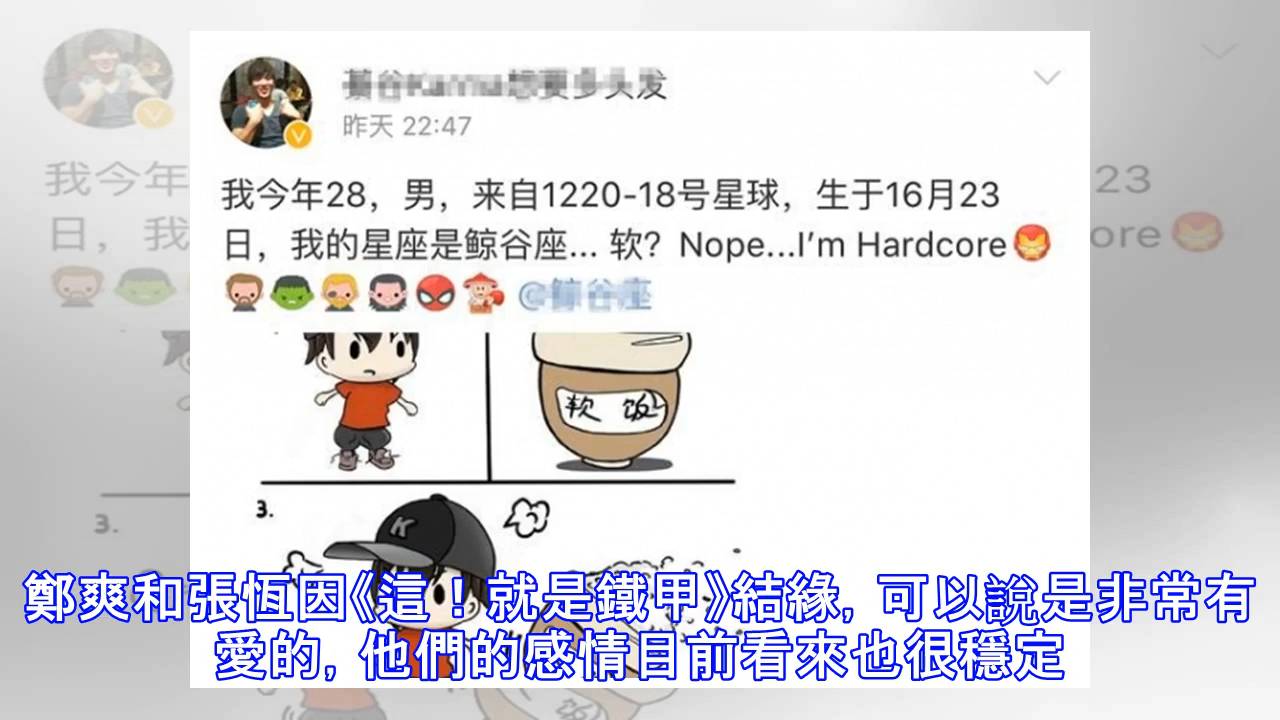 昨天 22:47
我今年28，男，来自1220-18号星球，生于16月23
日，我的星座是鲸谷座... 软？Nope...I'm Hardcore
@鲸谷座
软 饭
3.
K
鄭爽和張恆因《這！就是鐵甲》結緣, 可以說是非常有
愛的, 他們的感情目前看來也很穩定